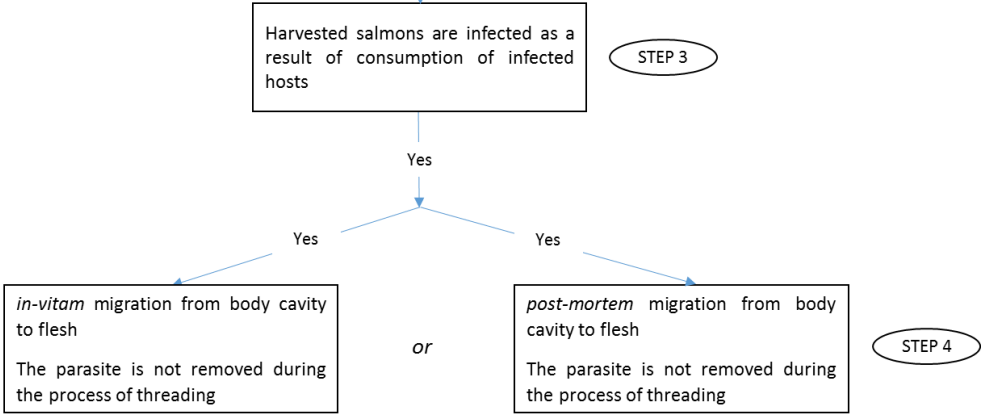 Harvested salmons are infected as a
result of consumption of infected
hosts
STEP 3
Yes
Yes
Yes
in-vitam migration from body cavity
to flesh
The parasite is not removed during
the process of threading
or
post-mortem migration from body
cavity to flesh
The parasite is not removed during
the process of threading
STEP 4